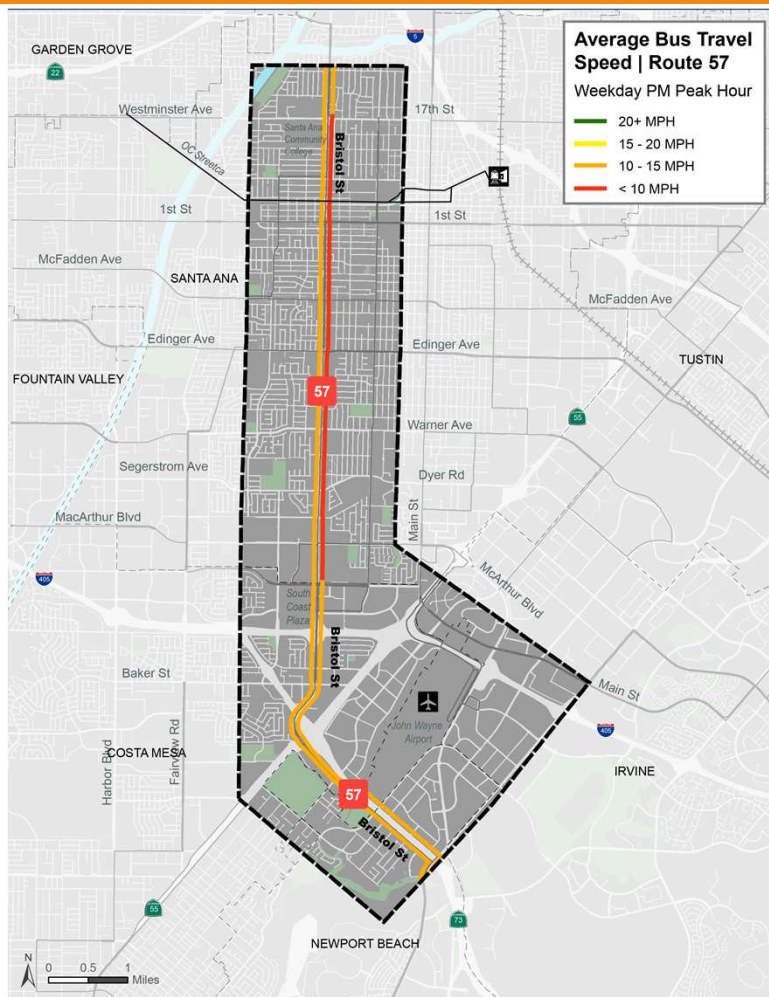 GARDEN GROVE
22
5
Average Bus Travel
Speed | Route 57
Weekday PM Peak Hour
20+ MPH
15 - 20 MPH
10 - 15 MPH
< 10 MPH
Westminster Ave
17th St
Santa Ana
Community
College
Bristol St
OC Streetca
1st St
1st St
McFadden Ave
SANTA ANA
McFadden Ave
Edinger Ave
Edinger Ave
TUSTIN
FOUNTAIN VALLEY
57
55
Warner Ave
Segerstrom Ave
Dyer Rd
MacArthur Blvd
Main St
405
McArthur Blvd
South
Coast
Plaza
Bristol St
Baker St
Main St
John Wayne
Airport
405
COSTA MESA
Harbor Blvd
Fairview Rd
IRVINE
57
Bristol St
55
73
NEWPORT BEACH
N
0 0.5 1
Miles